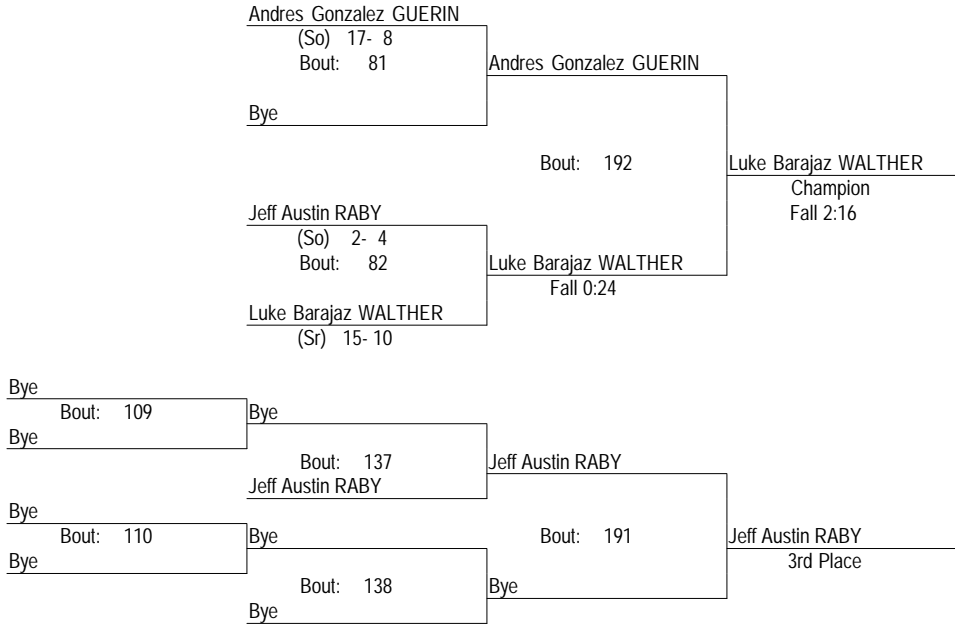 Andres Gonzalez GUERIN
(So) 17- 8
Bout: 81
Andres Gonzalez GUERIN
Bye
Bout: 192
Luke Barajaz WALTHER
Champion
Fall 2:16
Jeff Austin RABY
(So) 2- 4
Bout: 82
Luke Barajaz WALTHER
Fall 0:24
Luke Barajaz WALTHER
(Sr) 15- 10
Bye
Bout: 109
Bye
Bye
Bout: 137
Jeff Austin RABY
Jeff Austin RABY
Bye
Bout: 110
Bye
Bye
Bout: 191
Jeff Austin RABY
3rd Place
Bout: 138
Bye
Bye